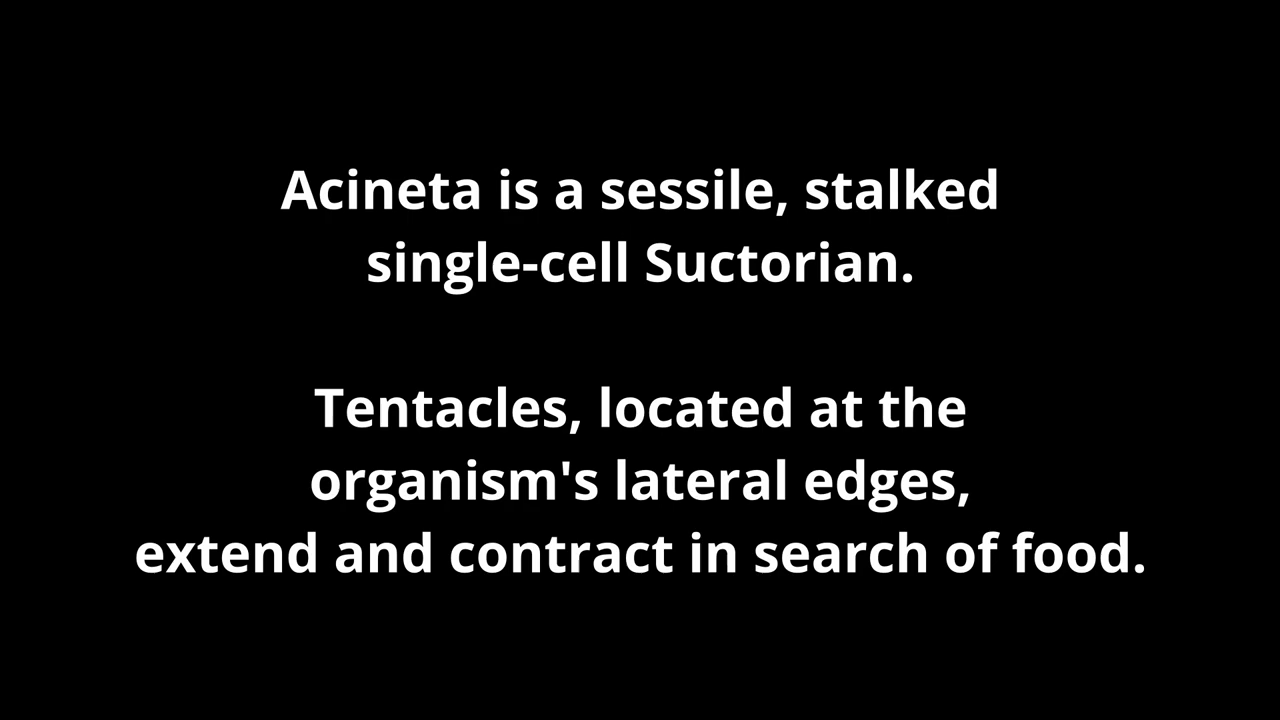 Acineta is a sessile, stalked
single-cell Suctorian.
Tentacles, located at the
organism's lateral edges,
extend and contract in search of food.